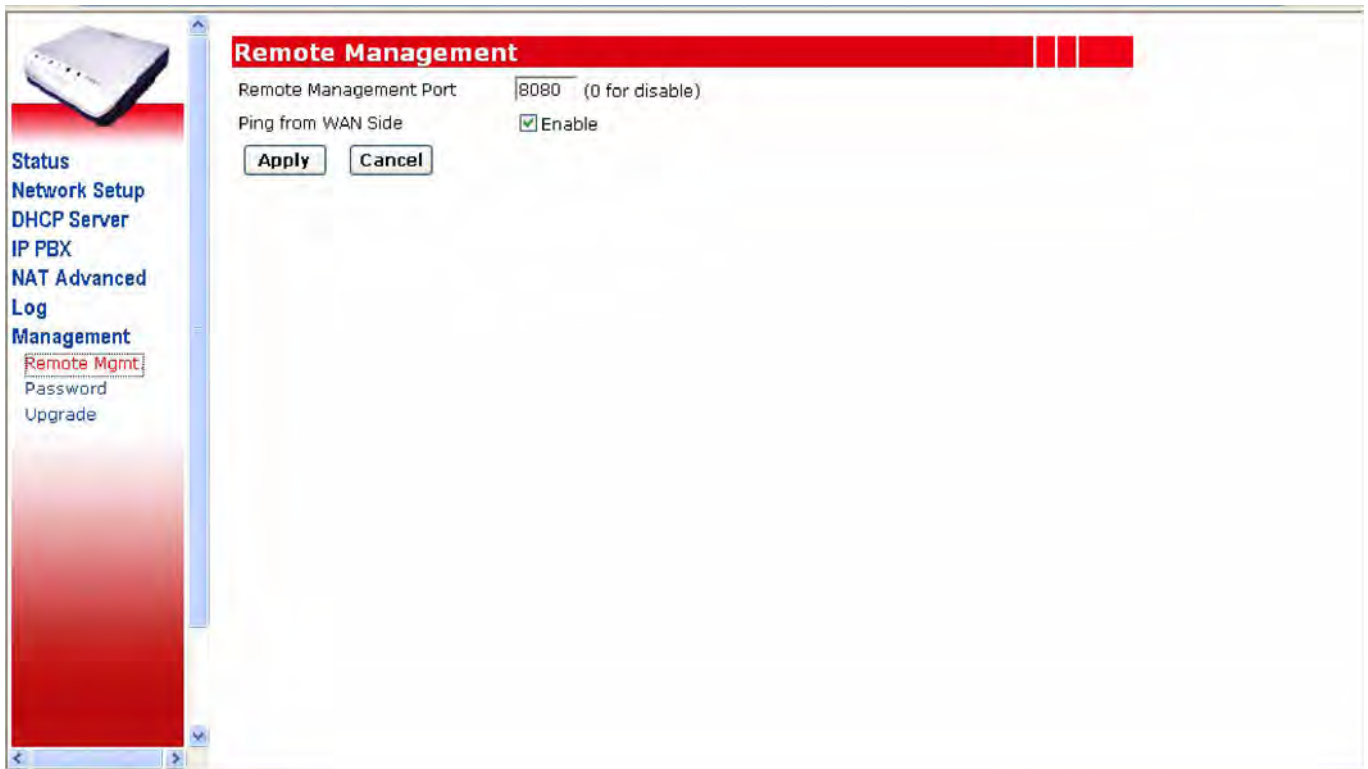 Remote Management
Remote Management Port 8080 (0 for disable)
Ping from WAN Side Enable
Apply Cancel
Status
Network Setup
DHCP Server
IP PBX
NAT Advanced
Log
Management
Remote Mgmt
Password
Upgrade